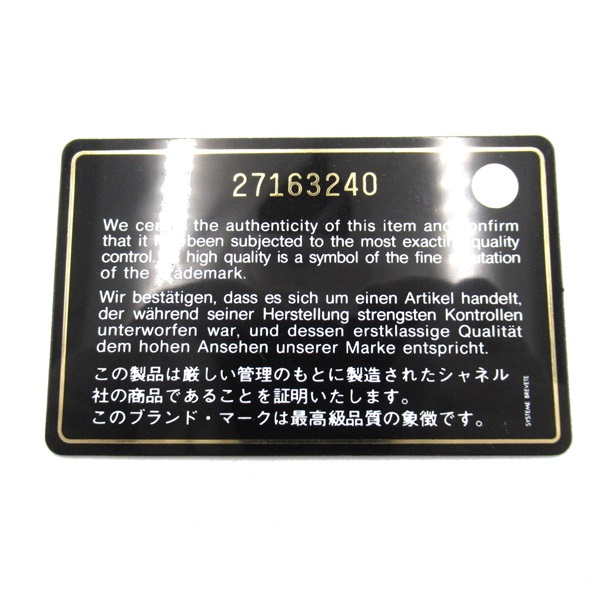 27163240
We the authenticity of this item and confirm
that it been subjected to the most exacting quality
control. high quality is a symbol of the fine reputation
of the trademark.
Wir bestätigen, dass es sich um einen Artikel handelt,
der während seiner Herstellung strengsten Kontrollen
unterworfen war, und dessen erstklassige Qualität
dem hohen Ansehen unserer Marke entspricht.
この製品は厳しい管理のもとに製造されたシャネル
社の商品であることを証明いたします。
このブランド・マークは最高級品質の象徴です。
SYSTEME BREVETE